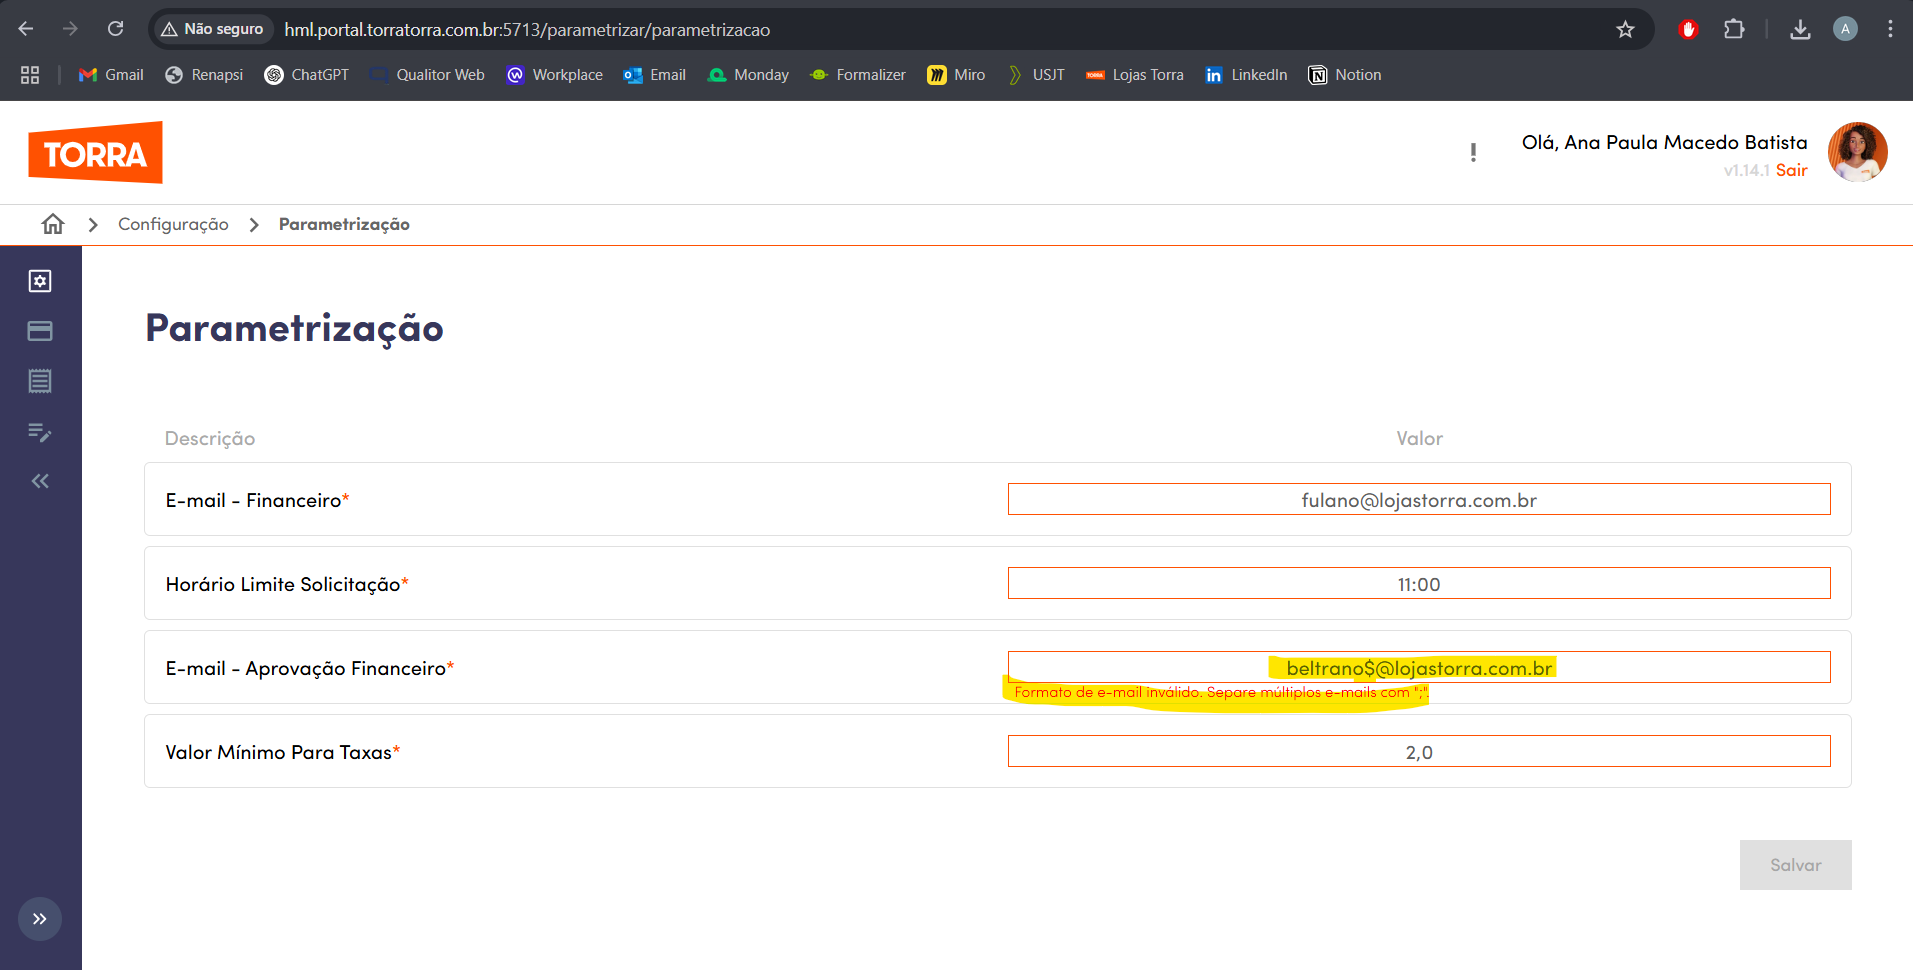 Não seguro
hml.portal.torratorra.com.br:5713/parametrizar/parametrizacao
A
Gmail
Renapsi
ChatGPT
Qualitor Web
Workplace
Email
Monday
Formalizer
Miro
USJT
Lojas Torra
LinkedIn
Notion
TORRA
Olá, Ana Paula Macedo Batista
v1.14.1 Sair
Configuração
Parametrização
Parametrização
Descrição
Valor
E-mail - Financeiro*
fulano@lojastorra.com.br
Horário Limite Solicitação*
11:00
E-mail - Aprovação Financeiro*
beltrano$@lojastorra.com.br
Formato de e-mail inválido. Separe múltiplos e-mails com ";".
Valor Mínimo Para Taxas*
2,0
Salvar